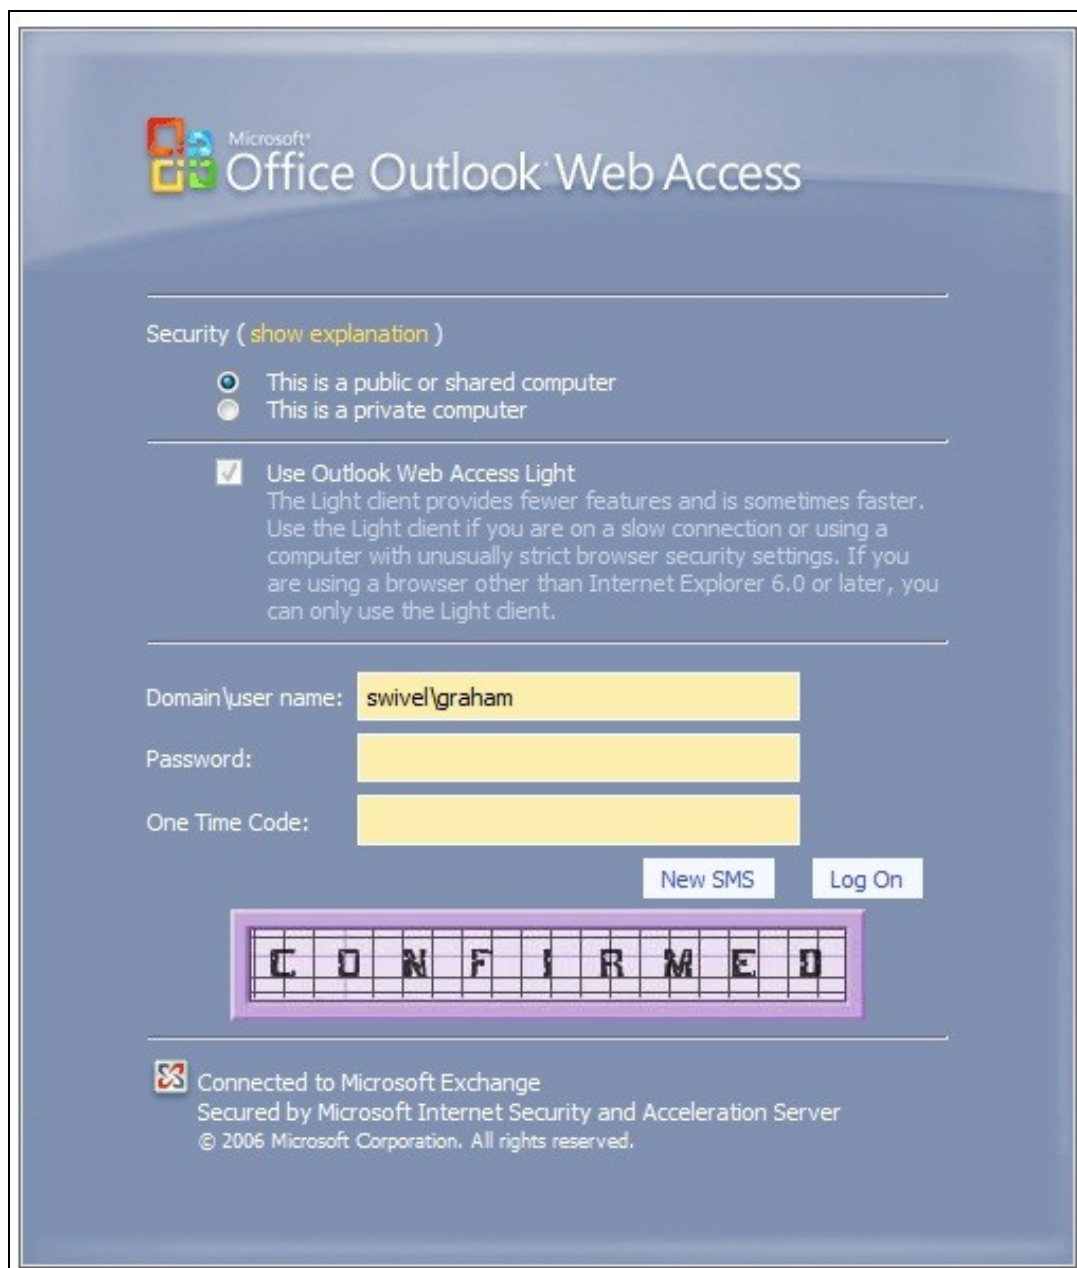 Microsoft®
Office Outlook Web Access
Security ( show explanation )
This is a public or shared computer
This is a private computer
Use Outlook Web Access Light
The Light client provides fewer features and is sometimes faster.
Use the Light client if you are on a slow connection or using a
computer with unusually strict browser security settings. If you
are using a browser other than Internet Explorer 6.0 or later, you
can only use the Light client.
Domain\user name: swivel\graham
Password:
One Time Code:
New SMS Log On
CONFIRMED
Connected to Microsoft Exchange
Secured by Microsoft Internet Security and Acceleration Server
© 2006 Microsoft Corporation. All rights reserved.